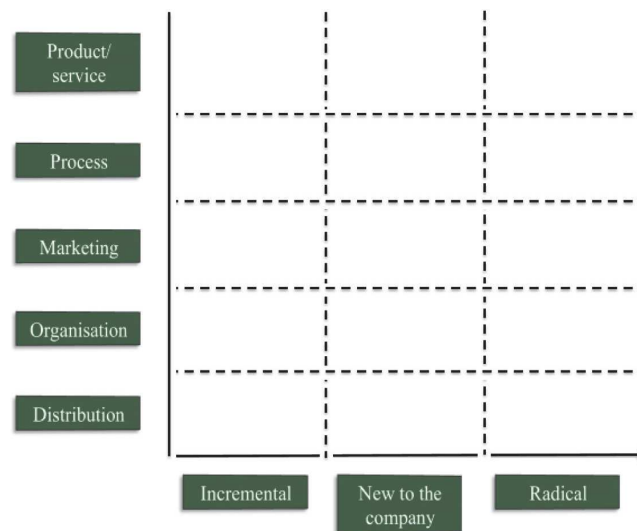 Product/
service
Process
Marketing
Organisation
Distribution
Incremental
New to the
company
Radical